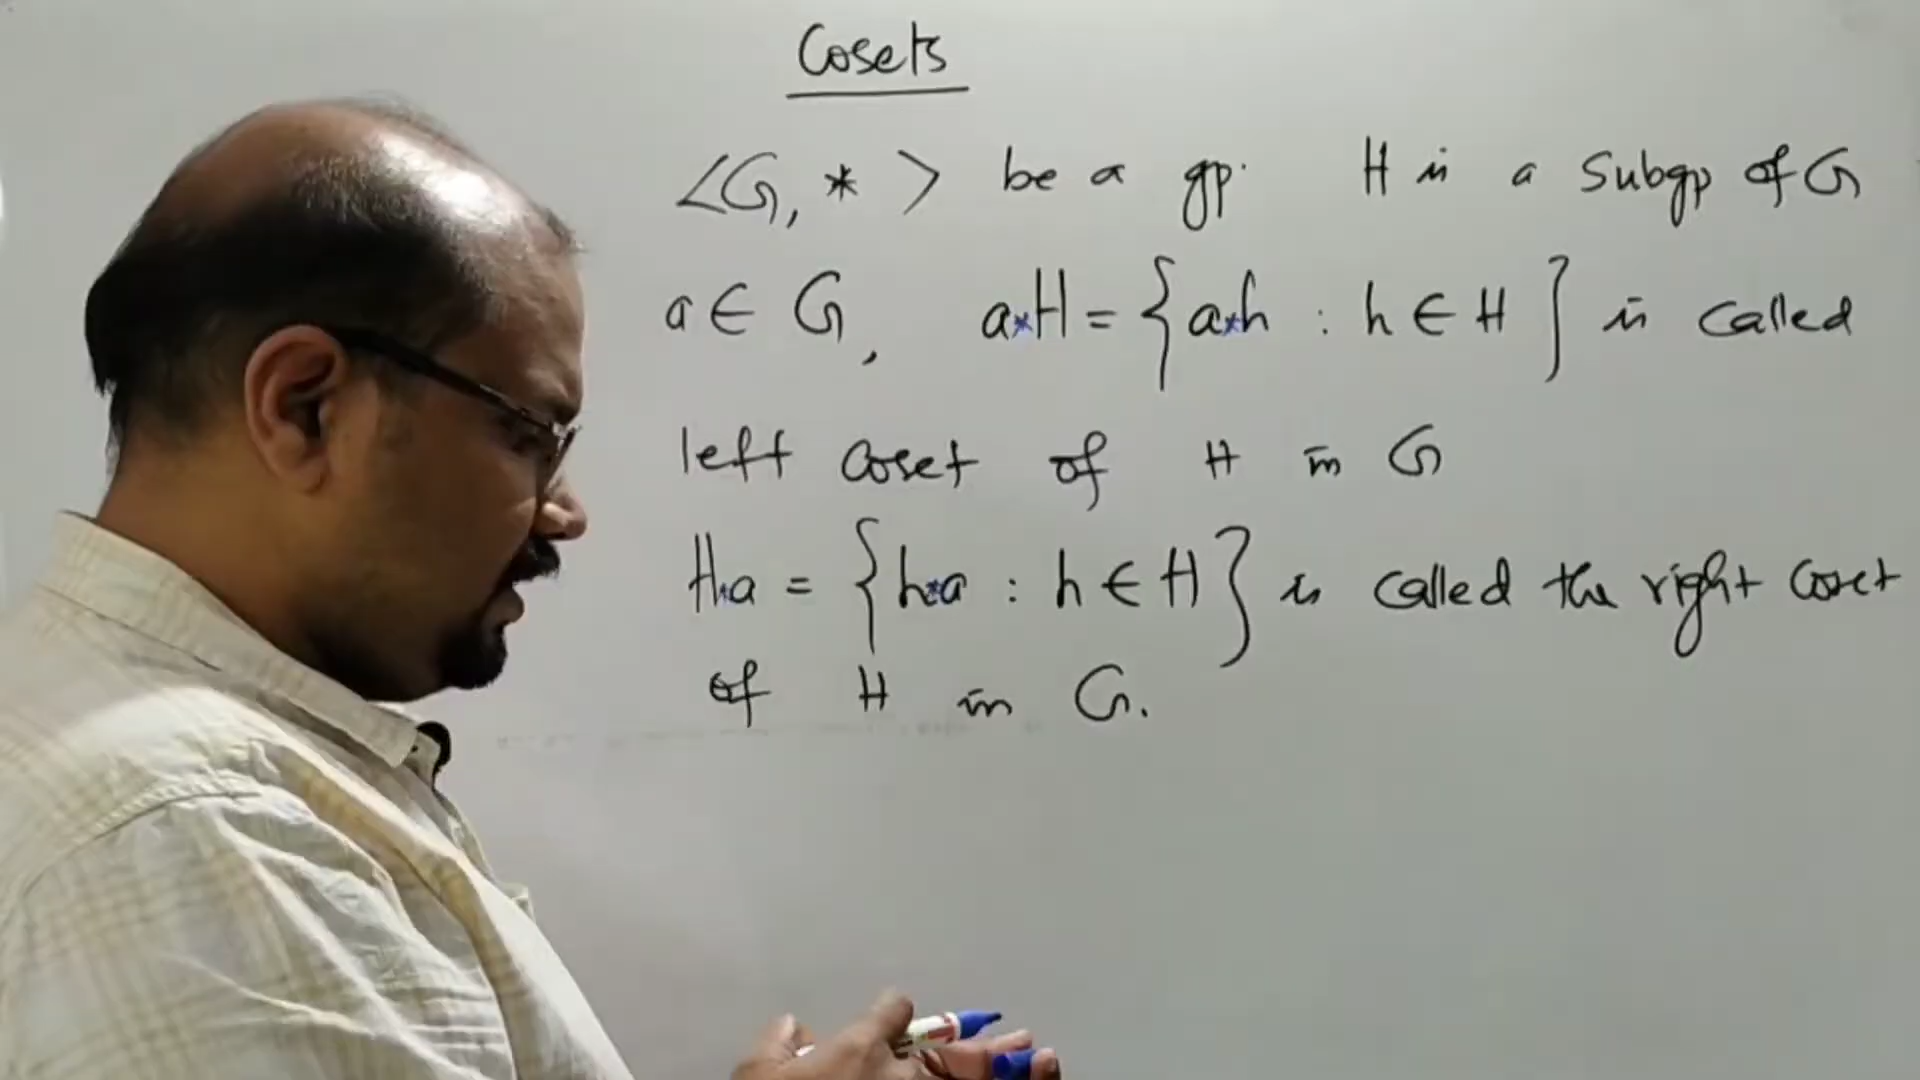 Cosets
<G, * > be a gp. H is a Subgp of G
a ∈ G, a*H = { a*h : h ∈ H } is called
left coset of H in G
H*a = { h*a : h ∈ H } is called the right coset
of H in G.